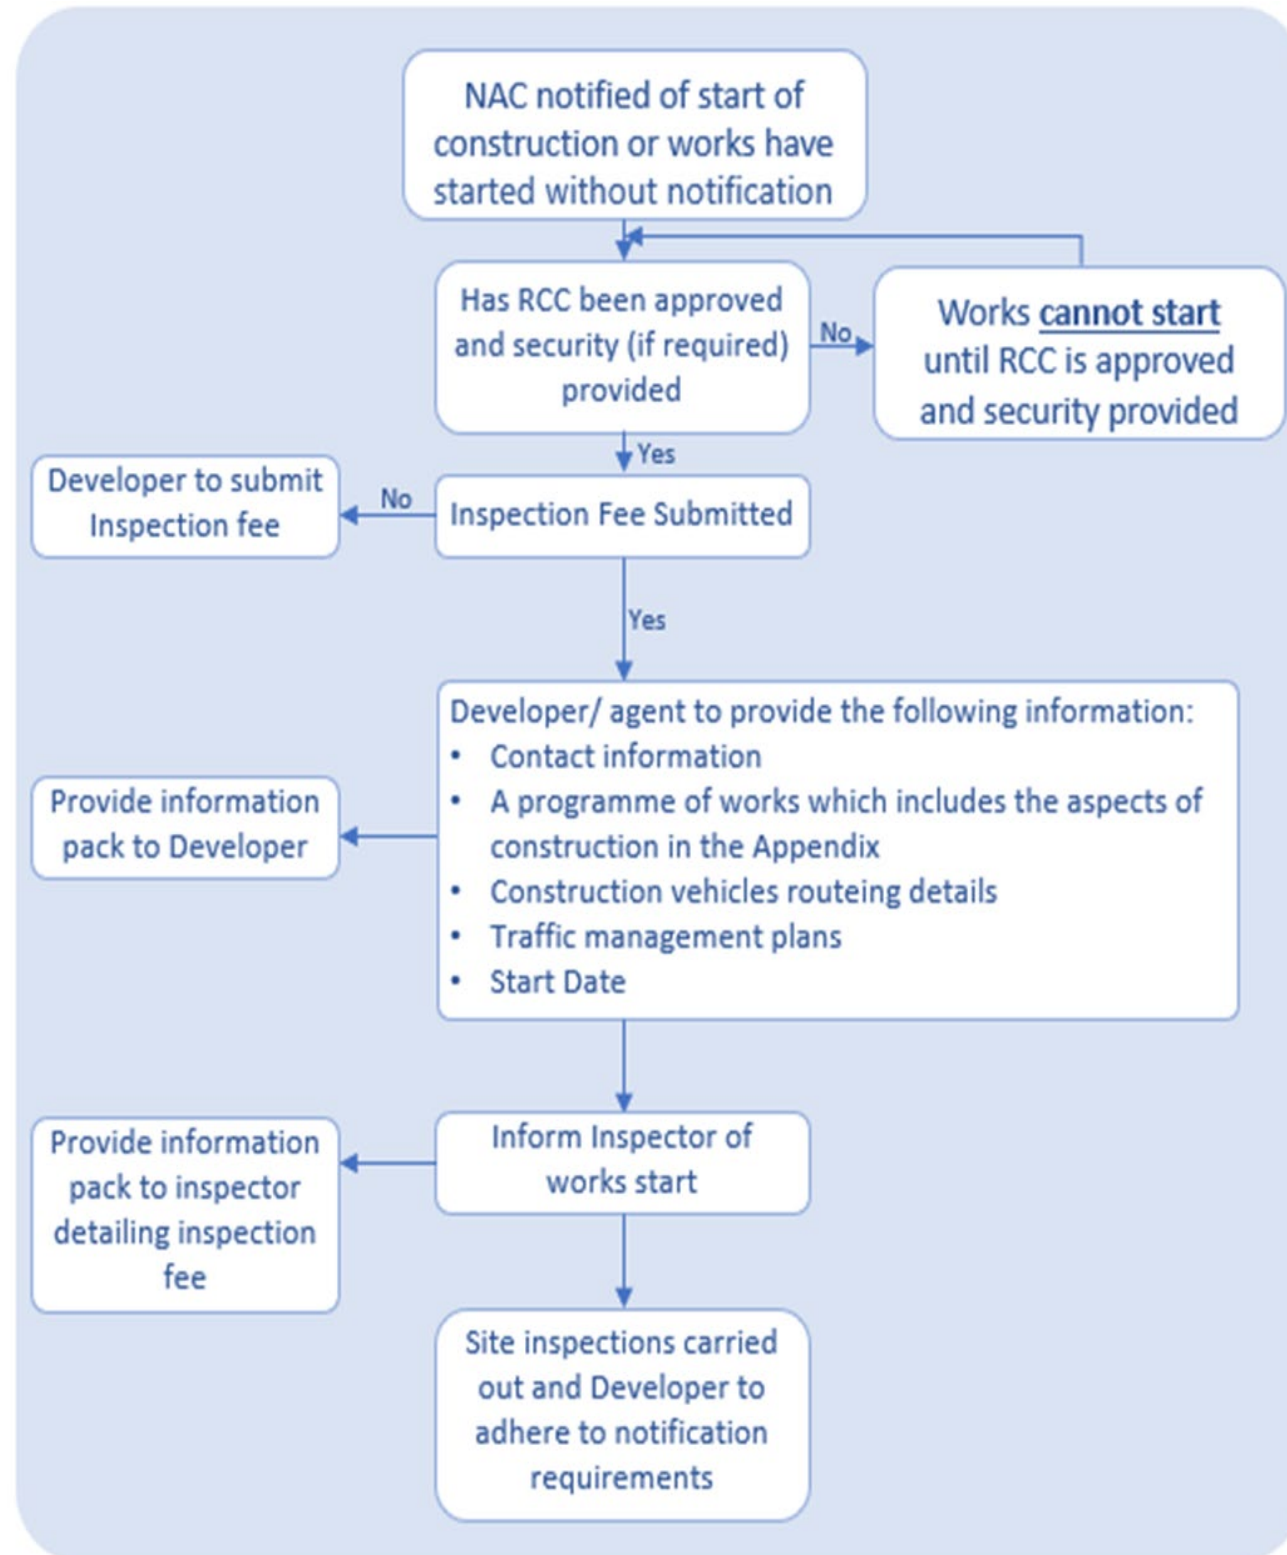 NAC notified of start of
construction or works have
started without notification
Has RCC been approved
and security (if required)
provided
No
Works cannot start
until RCC is approved
and security provided
Yes
Developer to submit
Inspection fee
No
Inspection Fee Submitted
Yes
Developer/ agent to provide the following information:
• Contact information
• A programme of works which includes the aspects of
construction in the Appendix
• Construction vehicles routeing details
• Traffic management plans
• Start Date
Provide information
pack to Developer
Inform Inspector of
works start
Provide information
pack to inspector
detailing inspection
fee
Site inspections carried
out and Developer to
adhere to notification
requirements